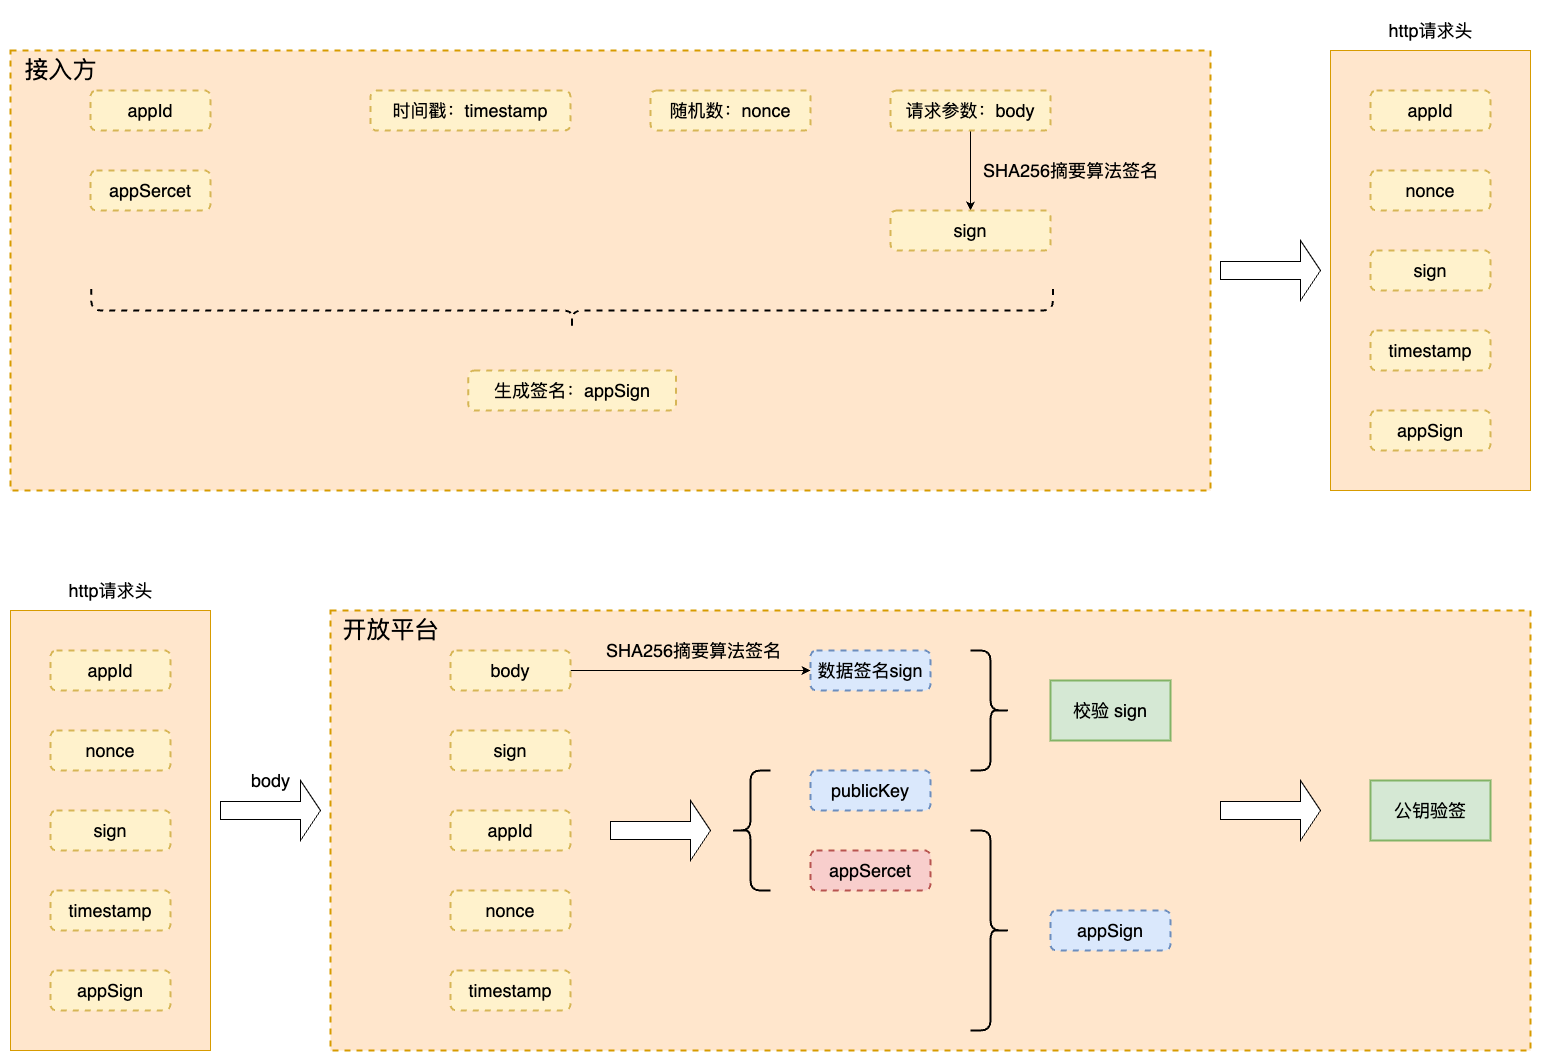 http请求头
接入方
appId
时间戳：timestamp
随机数：nonce
请求参数：body
appId
SHA256摘要算法签名
appSercet
nonce
sign
sign
timestamp
生成签名：appSign
appSign
http请求头
开放平台
SHA256摘要算法签名
appId
body
数据签名sign
校验 sign
nonce
sign
body
publicKey
公钥验签
sign
appId
appSercet
timestamp
nonce
appSign
appSign
timestamp